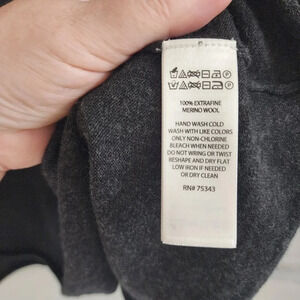 100% EXTRAFINE
MERINO WOOL
HAND WASH COLD
WASH WITH LIKE COLORS
ONLY NON-CHLORINE
BLEACH WHEN NEEDED
DO NOT WRING OR TWIST
RESHAPE AND DRY FLAT
LOW IRON IF NEEDED
OR DRY CLEAN
RN# 75343